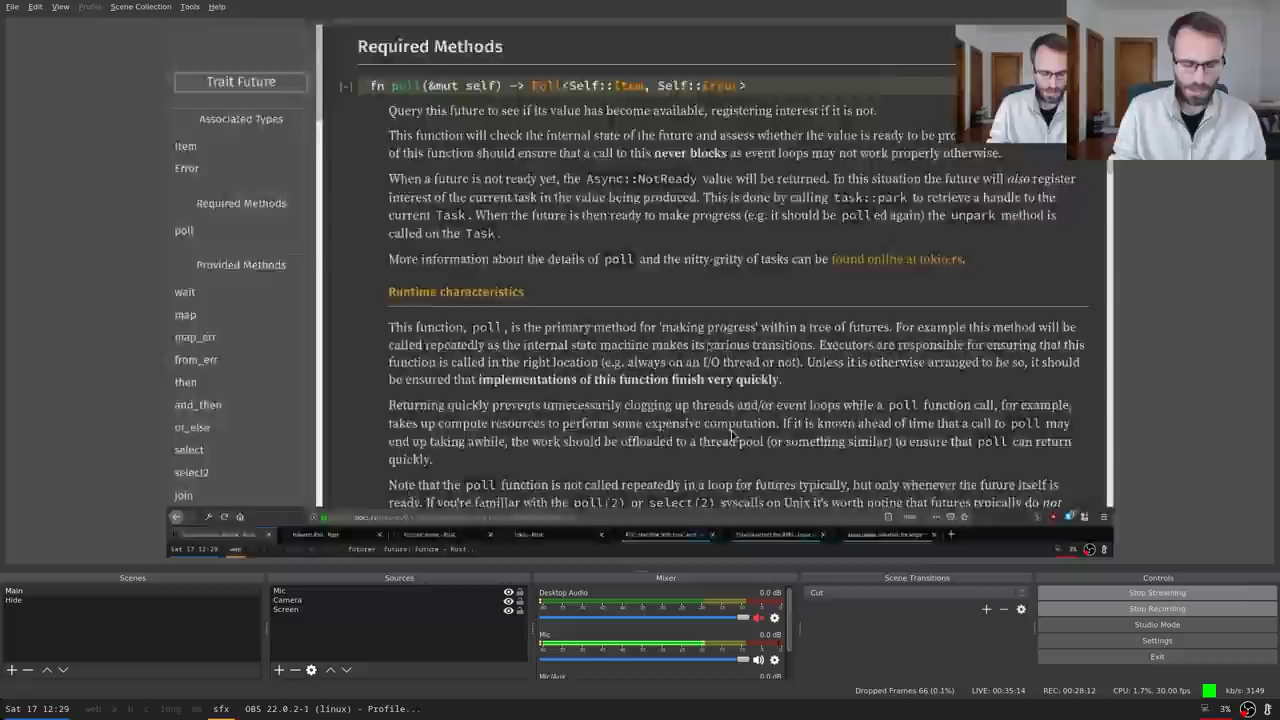 File Edit View Profile Scene Collection Tools Help
Trait Future
Associated Types
Item
Error
Required Methods
poll
Provided Methods
wait
map
map_err
from_err
then
and_then
or_else
select
select2
join
Required Methods
[-] fn poll(&mut self) -> Poll<Self::Item, Self::Error>
Query this future to see if its value has become available, registering interest if it is not.
This function will check the internal state of the future and assess whether the value is ready to be
of this function should ensure that a call to this never blocks as event loops may not work properly otherwise.
When a future is not ready yet, the Async::NotReady value will be returned. In this situation the future will also register
interest of the current task in the value being produced. This is done by calling task::park to retrieve a handle to the
current Task. When the future is then ready to make progress (e.g. it should be polled again) the unpark method is
called on the Task.
More information about the details of poll and the nitty-gritty of tasks can be found online at tokio.rs.
Runtime characteristics
This function, poll, is the primary method for 'making progress' within a tree of futures. For example this method will be
called repeatedly as the internal state machine makes its various transitions. Executors are responsible for ensuring that this
function is called in the right location (e.g. always on an I/O thread or not). Unless it is otherwise arranged to be so, it should
be ensured that implementations of this function finish very quickly.
Returning quickly prevents unnecessarily clogging up threads and/or event loops while a poll function call, for example,
takes up compute resources to perform some expensive computation. If it is known ahead of time that a call to poll may
end up taking awhile, the work should be offloaded to a thread pool (or something similar) to ensure that poll can return
quickly.
Note that the poll function is not called repeatedly in a loop for futures typically, but only whenever the future itself is
ready. If you're familiar with the poll(2) or select(2) syscalls on Unix it's worth noting that futures typically do not
Sat 17 12:29 web futures::future::Future - Rust... 3%
Scenes
Main
Hide
Sources
Mic
Camera
Screen
Mixer
Desktop Audio 0.0 dB
Mic 0.0 dB
Mic/Aux 0.0 dB
Scene Transitions
Cut
Controls
Stop Streaming
Stop Recording
Studio Mode
Settings
Exit
Dropped Frames 66 (0.1%) LIVE: 00:35:14 REC: 00:28:12 CPU: 1.7%, 30.00 fps kb/s: 3149
Sat 17 12:29 web a h c long mx sfx OBS 22.0.2-1 (linux) - Profile... 3%